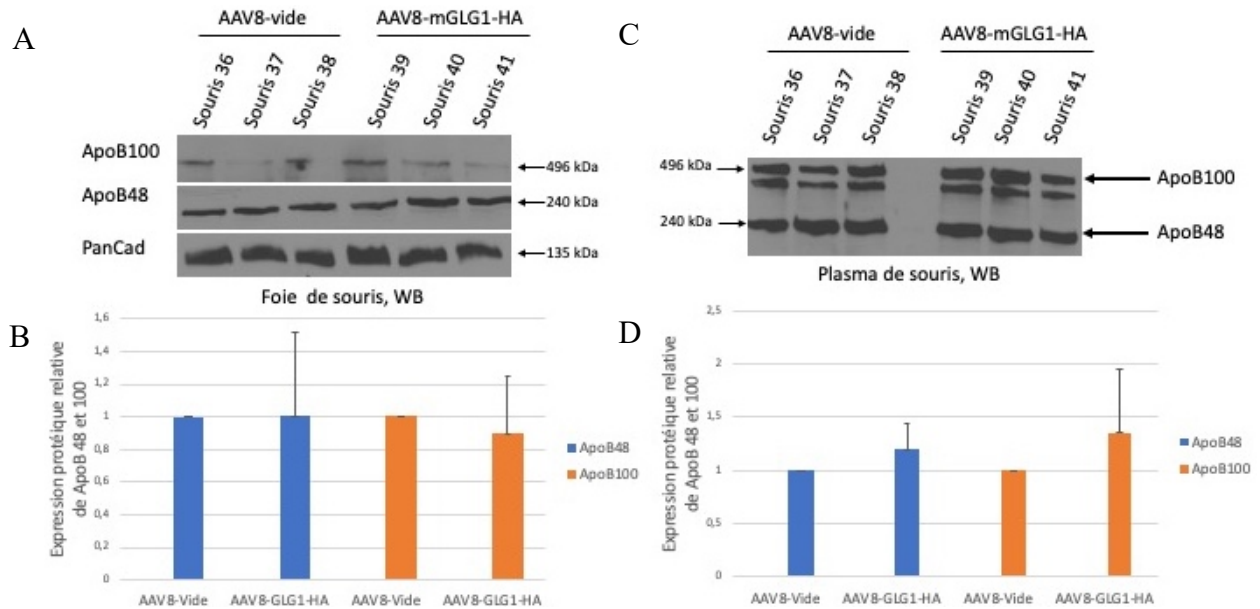 A
AAV8-vide
AAV8-mGLG1-HA
Souris 36
Souris 37
Souris 38
Souris 39
Souris 40
Souris 41
ApoB100
496 kDa
ApoB48
240 kDa
PanCad
135 kDa
Foie de souris, WB
B
1,6
1,4
1,2
1
0,8
0,6
0,4
0,2
0
Expression protéique relative
de ApoB 48 et 100
AAV8-Vide
AAV8-GLG1-HA
AAV8-Vide
AAV8-GLG1-HA
ApoB48
ApoB100
C
AAV8-vide
AAV8-mGLG1-HA
Souris 36
Souris 37
Souris 38
Souris 39
Souris 40
Souris 41
496 kDa
ApoB100
240 kDa
ApoB48
Plasma de souris, WB
D
2,5
2
1,5
1
0,5
0
Expression protéique relative
de ApoB 48 et 100
AAV8-Vide
AAV8-GLG1-HA
AAV8-Vide
AAV8-GLG1-HA
ApoB48
ApoB100